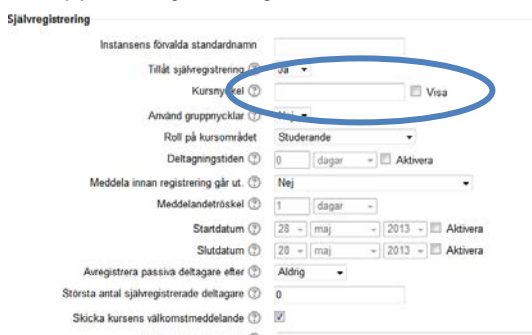 Självregistrering
Instansens förvalda standardnamn
Tillåt självregistrering Ja
Kursnyckel Visa
Använd gruppnycklar Nej
Roll på kursområdet Studerande
Deltagningstiden 0 dagar Aktivera
Meddela innan registrering går ut. Nej
Meddelandetröskel 1 dagar
Startdatum 28 maj 2013 Aktivera
Slutdatum 28 maj 2013 Aktivera
Avregistrera passiva deltagare efter Aldrig
Största antal självregistrerade deltagare 0
Skicka kursens välkomstmeddelande